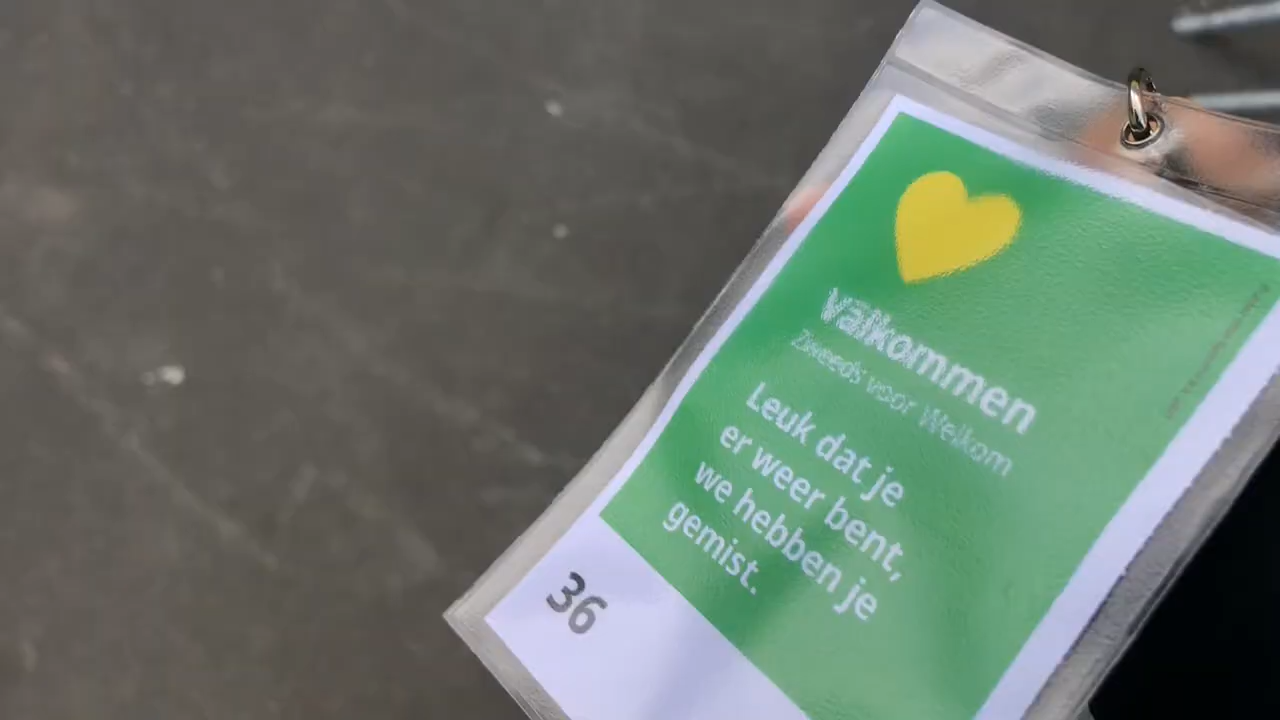 Välkommen
Zweeds voor Welkom
Leuk dat je
er weer bent,
we hebben je
gemist.
36